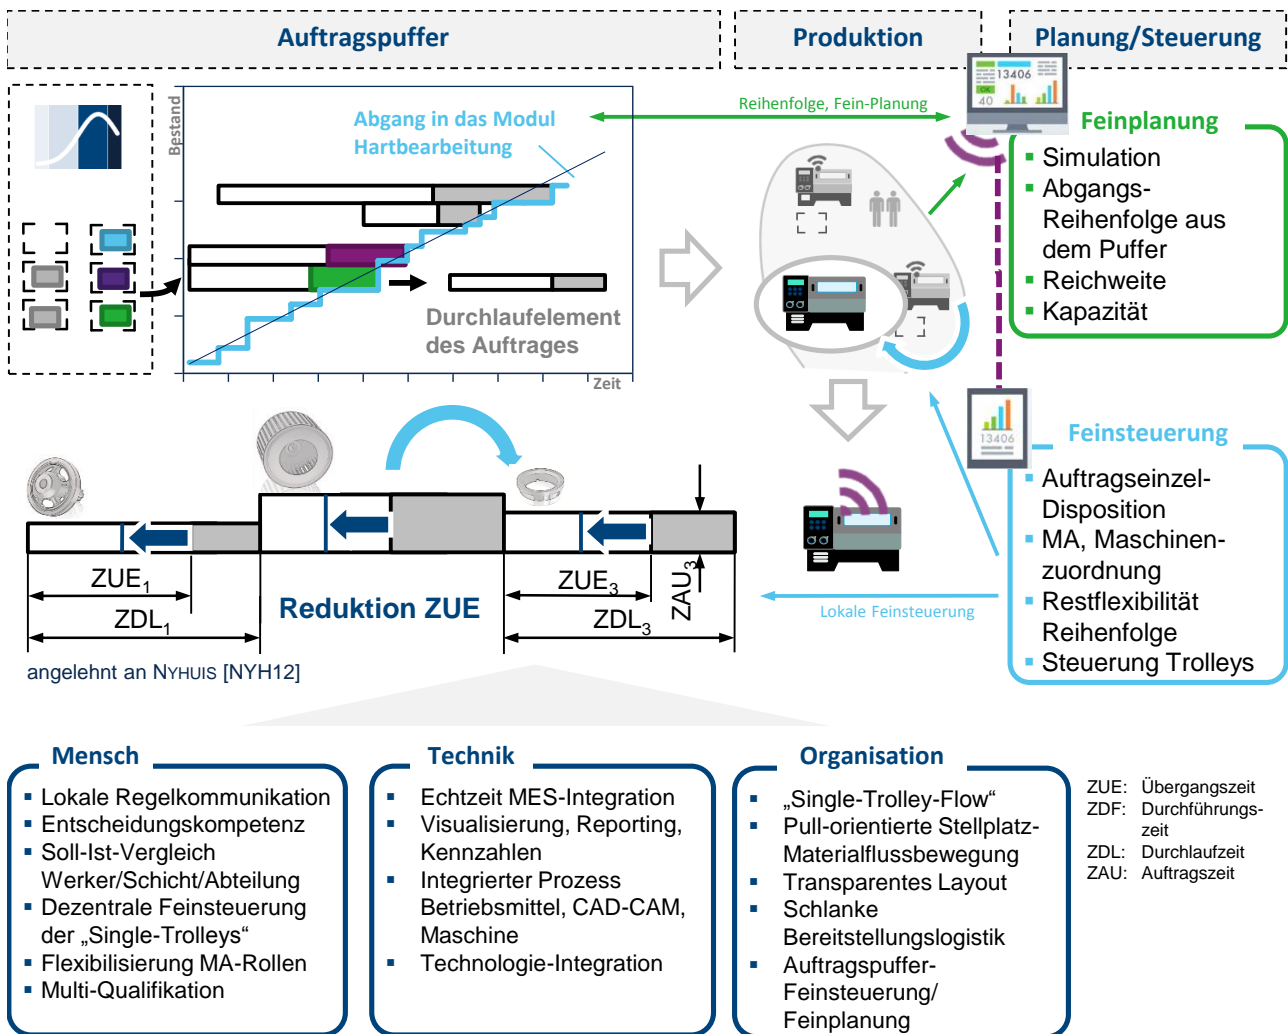 Auftragspuffer
Produktion
Planung/Steuerung
Bestand
Abgang in das Modul
Hartbearbeitung
Durchlaufelement
des Auftrages
Zeit
Reihenfolge, Fein-Planung
13406
OK
40
Feinplanung
▪ Simulation
▪ Abgangs-
Reihenfolge aus
dem Puffer
▪ Reichweite
▪ Kapazität
13406
Feinsteuerung
▪ Auftragseinzel-
Disposition
▪ MA, Maschinen-
zuordnung
▪ Restflexibilität
Reihenfolge
▪ Steuerung Trolleys
Lokale Feinsteuerung
ZUE1
ZDL1
Reduktion ZUE
ZUE3
ZDL3
ZAU3
angelehnt an NYHUIS [NYH12]
Mensch
▪ Lokale Regelkommunikation
▪ Entscheidungskompetenz
▪ Soll-Ist-Vergleich
Werker/Schicht/Abteilung
▪ Dezentrale Feinsteuerung
der „Single-Trolleys“
▪ Flexibilisierung MA-Rollen
▪ Multi-Qualifikation
Technik
▪ Echtzeit MES-Integration
▪ Visualisierung, Reporting,
Kennzahlen
▪ Integrierter Prozess
Betriebsmittel, CAD-CAM,
Maschine
▪ Technologie-Integration
Organisation
▪ „Single-Trolley-Flow“
▪ Pull-orientierte Stellplatz-
Materialflussbewegung
▪ Transparentes Layout
▪ Schlanke
Bereitstellungslogistik
▪ Auftragspuffer-
Feinsteuerung/
Feinplanung
ZUE: Übergangszeit
ZDF: Durchführungs-
zeit
ZDL: Durchlaufzeit
ZAU: Auftragszeit